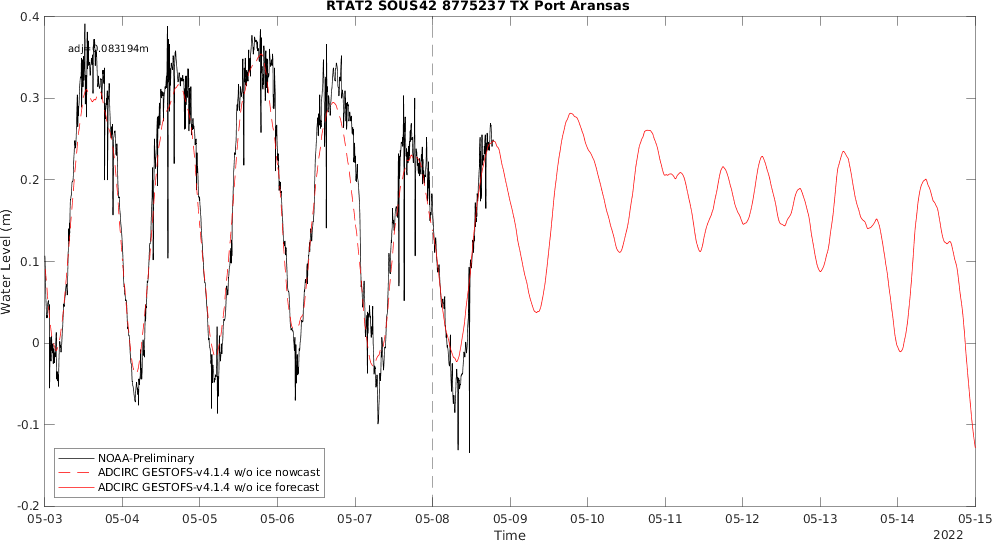 RTAT2 SOUS42 8775237 TX Port Aransas
adj=0.083194m
Water Level (m)
0.4
0.3
0.2
0.1
0
-0.1
-0.2
NOAA-Preliminary
ADCIRC GESTOFS-v4.1.4 w/o ice nowcast
ADCIRC GESTOFS-v4.1.4 w/o ice forecast
05-03 05-04 05-05 05-06 05-07 05-08 05-09 05-10 05-11 05-12 05-13 05-14 05-15
Time
2022